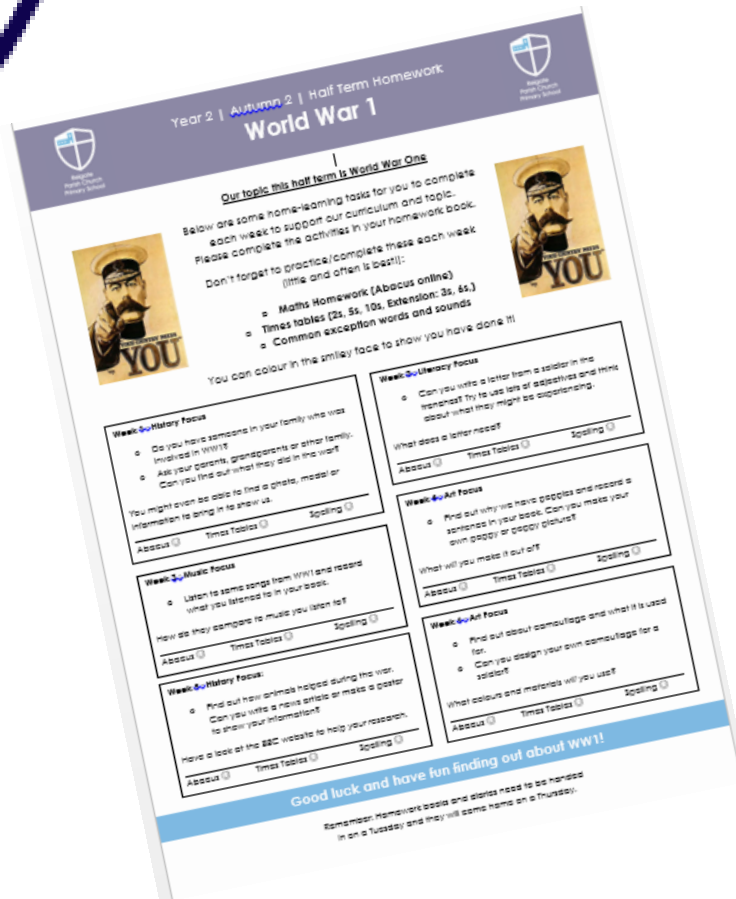 Year 2 | Autumn 2 | Half Term Homework
World War 1
Reigate
Parish Church
Primary School
Reigate
Parish Church
Primary School
Our topic this half term is World War One
Below are some home-learning tasks for you to complete
each week to support our curriculum and topic.
Please complete the activities in your homework book.
Don't forget to practice/complete these each week
(little and often is best!):
o Maths Homework (Abacus online)
o Times tables (2s, 5s, 10s, Extension: 3s, 6s,)
o Common exception words and sounds
You can colour in the smiley face to show you have done it!
YOUR COUNTRY NEEDS
YOU
YOUR COUNTRY NEEDS
YOU
Week History Focus
o Do you have someone in your family who was
involved in WW1?
o Ask your parents, grandparents or other family.
Can you find out what they did in the war?
You might even be able to find a photo, medal or
information to bring in to show us.
Abacus Times Tables Spelling
Week Literacy Focus
o Can you write a letter from a soldier in the
trenches? Try to use lots of adjectives and think
about what they might be experiencing.
What does a letter need?
Abacus Times Tables Spelling
Week Music Focus
o Listen to some songs from WW1 and record
what you listened to in your book.
How do they compare to music you listen to?
Abacus Times Tables Spelling
Week Art Focus
o Find out why we have poppies and record a
sentence in your book. Can you make your
own poppy or poppy picture?
What will you make it out of?
Abacus Times Tables Spelling
Week History Focus:
o Find out how animals helped during the war.
Can you write a news article or make a poster
to show your information?
Have a look at the BBC website to help your research.
Abacus Times Tables Spelling
Week Art Focus
o Find out about camouflage and what it is used
for.
o Can you design your own camouflage for a
soldier?
What colours and materials will you use?
Abacus Times Tables Spelling
Good luck and have fun finding out about WW1!
Remember: Homework books and diaries need to be handed
in on a Tuesday and they will come home on a Thursday.